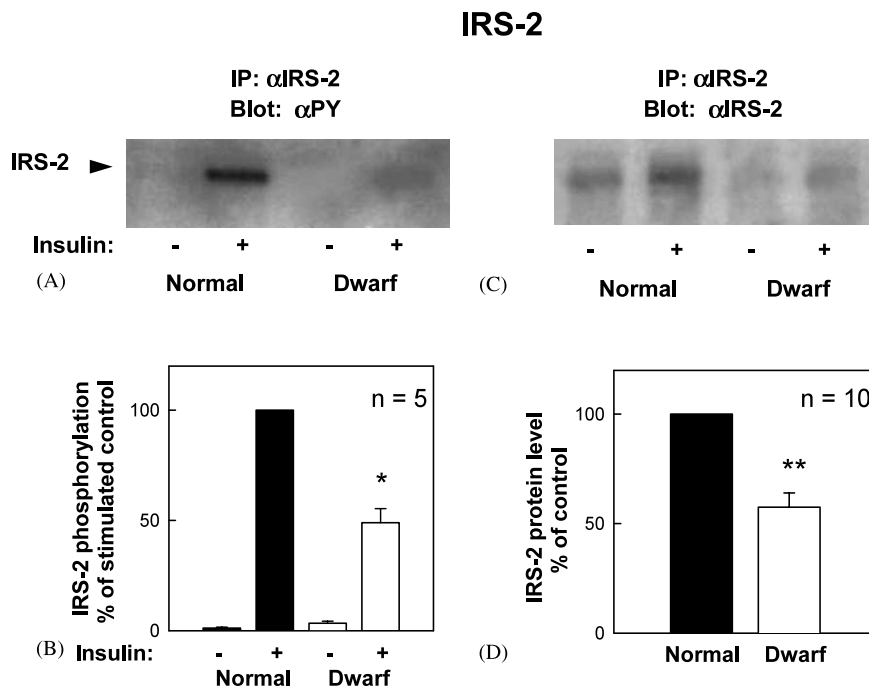 IRS-2
IP: αIRS-2
Blot: αPY
IRS-2
Insulin: - + - +
Normal Dwarf
(A)
IP: αIRS-2
Blot: αIRS-2
- + - +
Normal Dwarf
(C)
IRS-2 phosphorylation
% of stimulated control
100
50
0
n = 5
*
Insulin: - + - +
Normal Dwarf
(B)
IRS-2 protein level
% of control
100
50
0
n = 10
**
Normal Dwarf
(D)